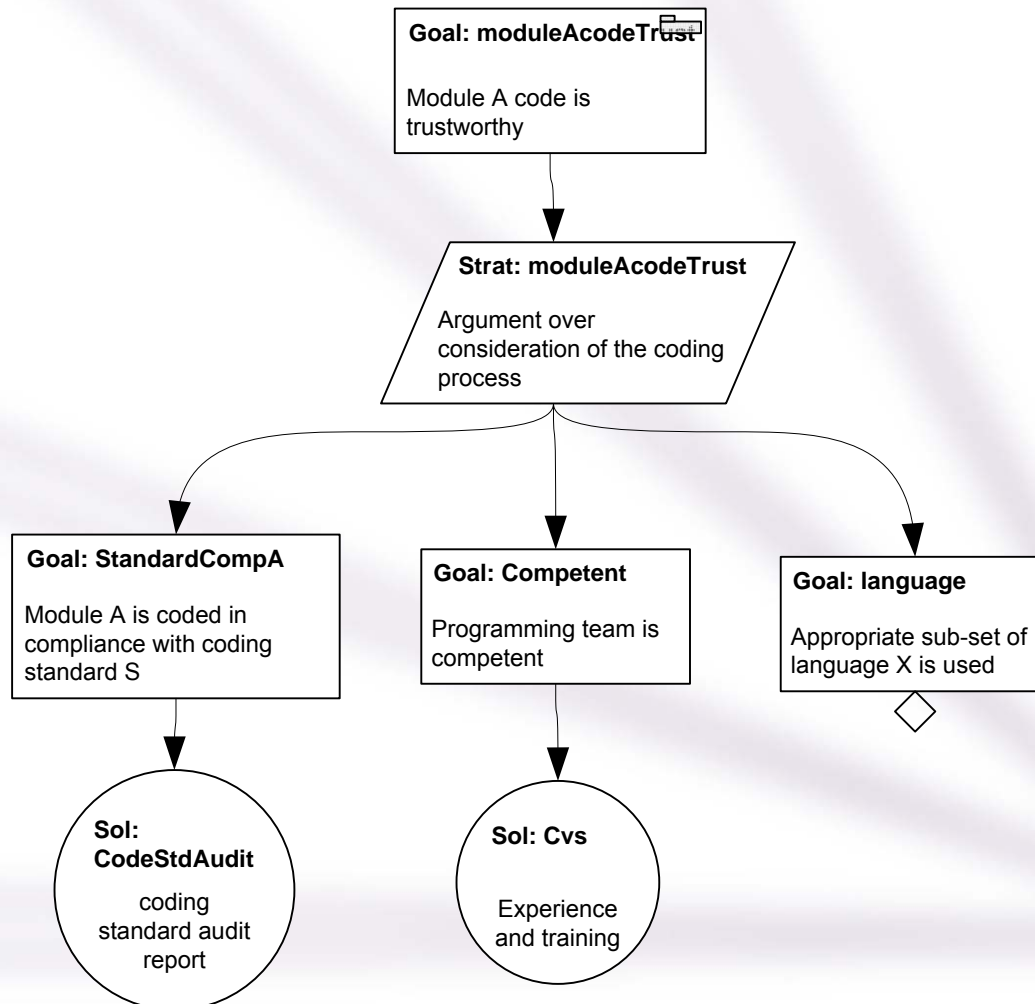 Goal: moduleAcodeTrust
Module A code is
trustworthy
Strat: moduleAcodeTrust
Argument over
consideration of the coding
process
Goal: StandardCompA
Module A is coded in
compliance with coding
standard S
Goal: Competent
Programming team is
competent
Goal: language
Appropriate sub-set of
language X is used
Sol:
CodeStdAudit
coding
standard audit
report
Sol: Cvs
Experience
and training